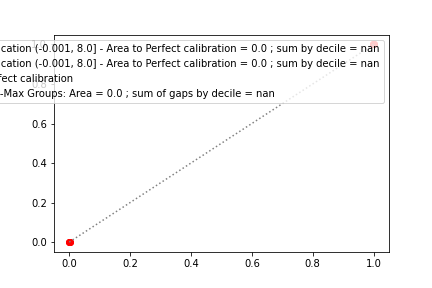 cation (-0.001, 8.0] - Area to Perfect calibration = 0.0 ; sum by decile = nan
cation (-0.001, 8.0] - Area to Perfect calibration = 0.0 ; sum by decile = nan
fect calibration
-Max Groups: Area = 0.0 ; sum of gaps by decile = nan
1.0
0.8
0.6
0.4
0.2
0.0
0.0 0.2 0.4 0.6 0.8 1.0